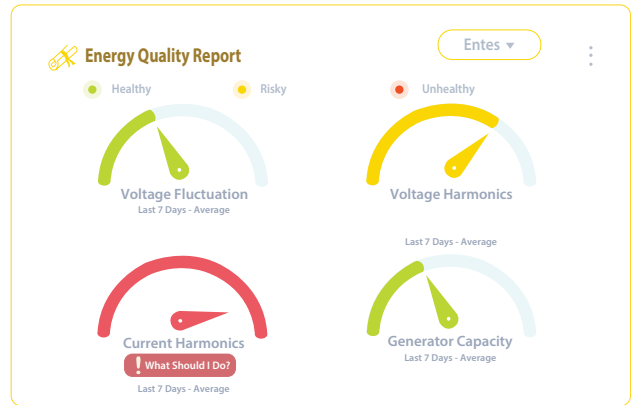 Energy Quality Report
Entes
Healthy
Risky
Unhealthy
Voltage Fluctuation
Last 7 Days - Average
Voltage Harmonics
Last 7 Days - Average
Current Harmonics
! What Should I Do?
Last 7 Days - Average
Generator Capacity
Last 7 Days - Average